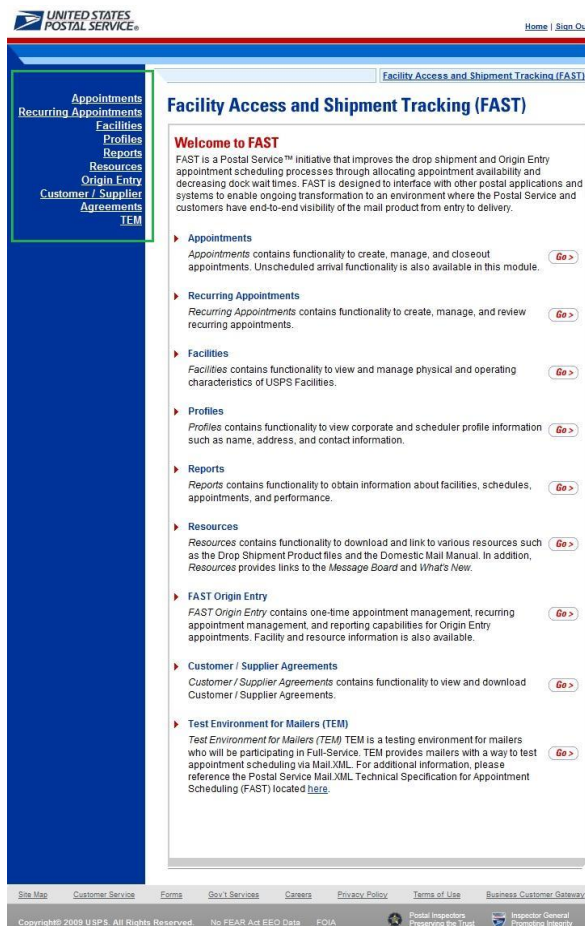 UNITED STATES
POSTAL SERVICE®
Home | Sign Ou
Facility Access and Shipment Tracking (FAST)
Appointments
Recurring Appointments
Facilities
Profiles
Reports
Resources
Origin Entry
Customer / Supplier
Agreements
TEM
Facility Access and Shipment Tracking (FAST)
Welcome to FAST
FAST is a Postal Service™ initiative that improves the drop shipment and Origin Entry
appointment scheduling processes through allocating appointment availability and
decreasing dock wait times. FAST is designed to interface with other postal applications and
systems to enable ongoing transformation to an environment where the Postal Service and
customers have end-to-end visibility of the mail product from entry to delivery.
Appointments
Appointments contains functionality to create, manage, and closeout
appointments. Unscheduled arrival functionality is also available in this module.
Go >
Recurring Appointments
Recurring Appointments contains functionality to create, manage, and review
recurring appointments.
Go >
Facilities
Facilities contains functionality to view and manage physical and operating
characteristics of USPS Facilities.
Go >
Profiles
Profiles contains functionality to view corporate and scheduler profile information
such as name, address, and contact information.
Go >
Reports
Reports contains functionality to obtain information about facilities, schedules,
appointments, and performance.
Go >
Resources
Resources contains functionality to download and link to various resources such
as the Drop Shipment Product files and the Domestic Mail Manual. In addition,
Resources provides links to the Message Board and What's New.
Go >
FAST Origin Entry
FAST Origin Entry contains one-time appointment management, recurring
appointment management, and reporting capabilities for Origin Entry
appointments. Facility and resource information is also available.
Go >
Customer / Supplier Agreements
Customer / Supplier Agreements contains functionality to view and download
Customer / Supplier Agreements.
Go >
Test Environment for Mailers (TEM)
Test Environment for Mailers (TEM) TEM is a testing environment for mailers
who will be participating in Full-Service. TEM provides mailers with a way to test
appointment scheduling via Mail.XML. For additional information, please
reference the Postal Service Mail.XML Technical Specification for Appointment
Scheduling (FAST) located here.
Go >
Site Map Customer Service Forms Gov't Services Careers Privacy Policy Terms of Use Business Customer Gateway
Copyright© 2009 USPS. All Rights Reserved. No FEAR Act EEO Data FOIA
Postal Inspectors
Preserving the Trust
Inspector General
Promoting Integrity